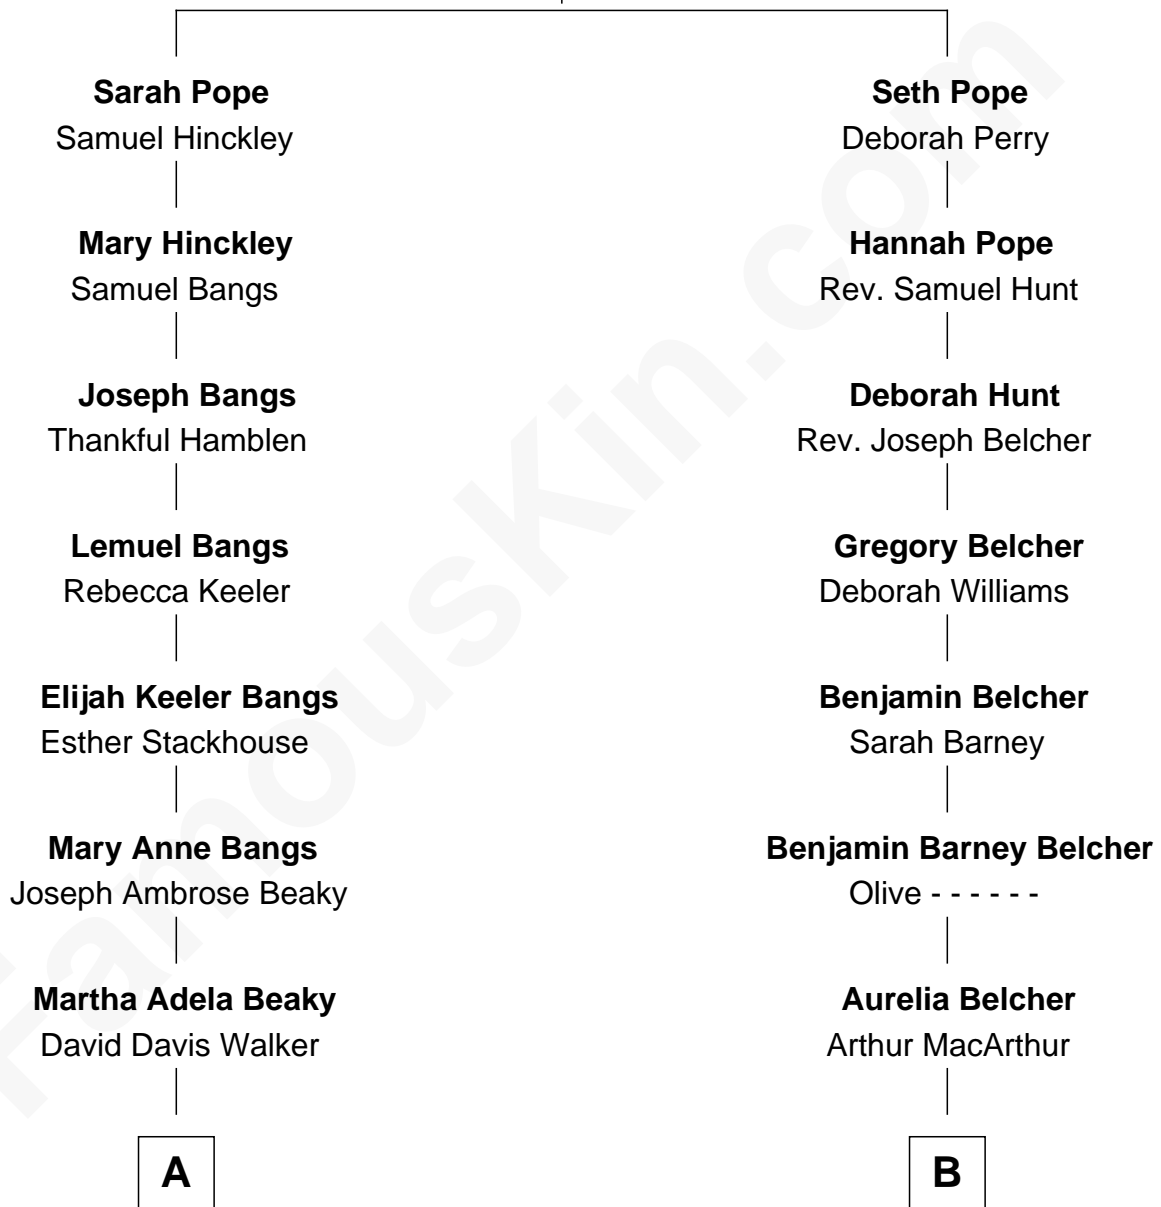 Sarah Pope
Samuel Hinckley
Mary Hinckley
Samuel Bangs
Joseph Bangs
Thankful Hamblen
Lemuel Bangs
Rebecca Keeler
Elijah Keeler Bangs
Esther Stackhouse
Mary Anne Bangs
Joseph Ambrose Beaky
Martha Adela Beaky
David Davis Walker
A
Seth Pope
Deborah Perry
Hannah Pope
Rev. Samuel Hunt
Deborah Hunt
Rev. Joseph Belcher
Gregory Belcher
Deborah Williams
Benjamin Belcher
Sarah Barney
Benjamin Barney Belcher
Olive - - - - - -
Aurelia Belcher
Arthur MacArthur
B
FamousKin.com